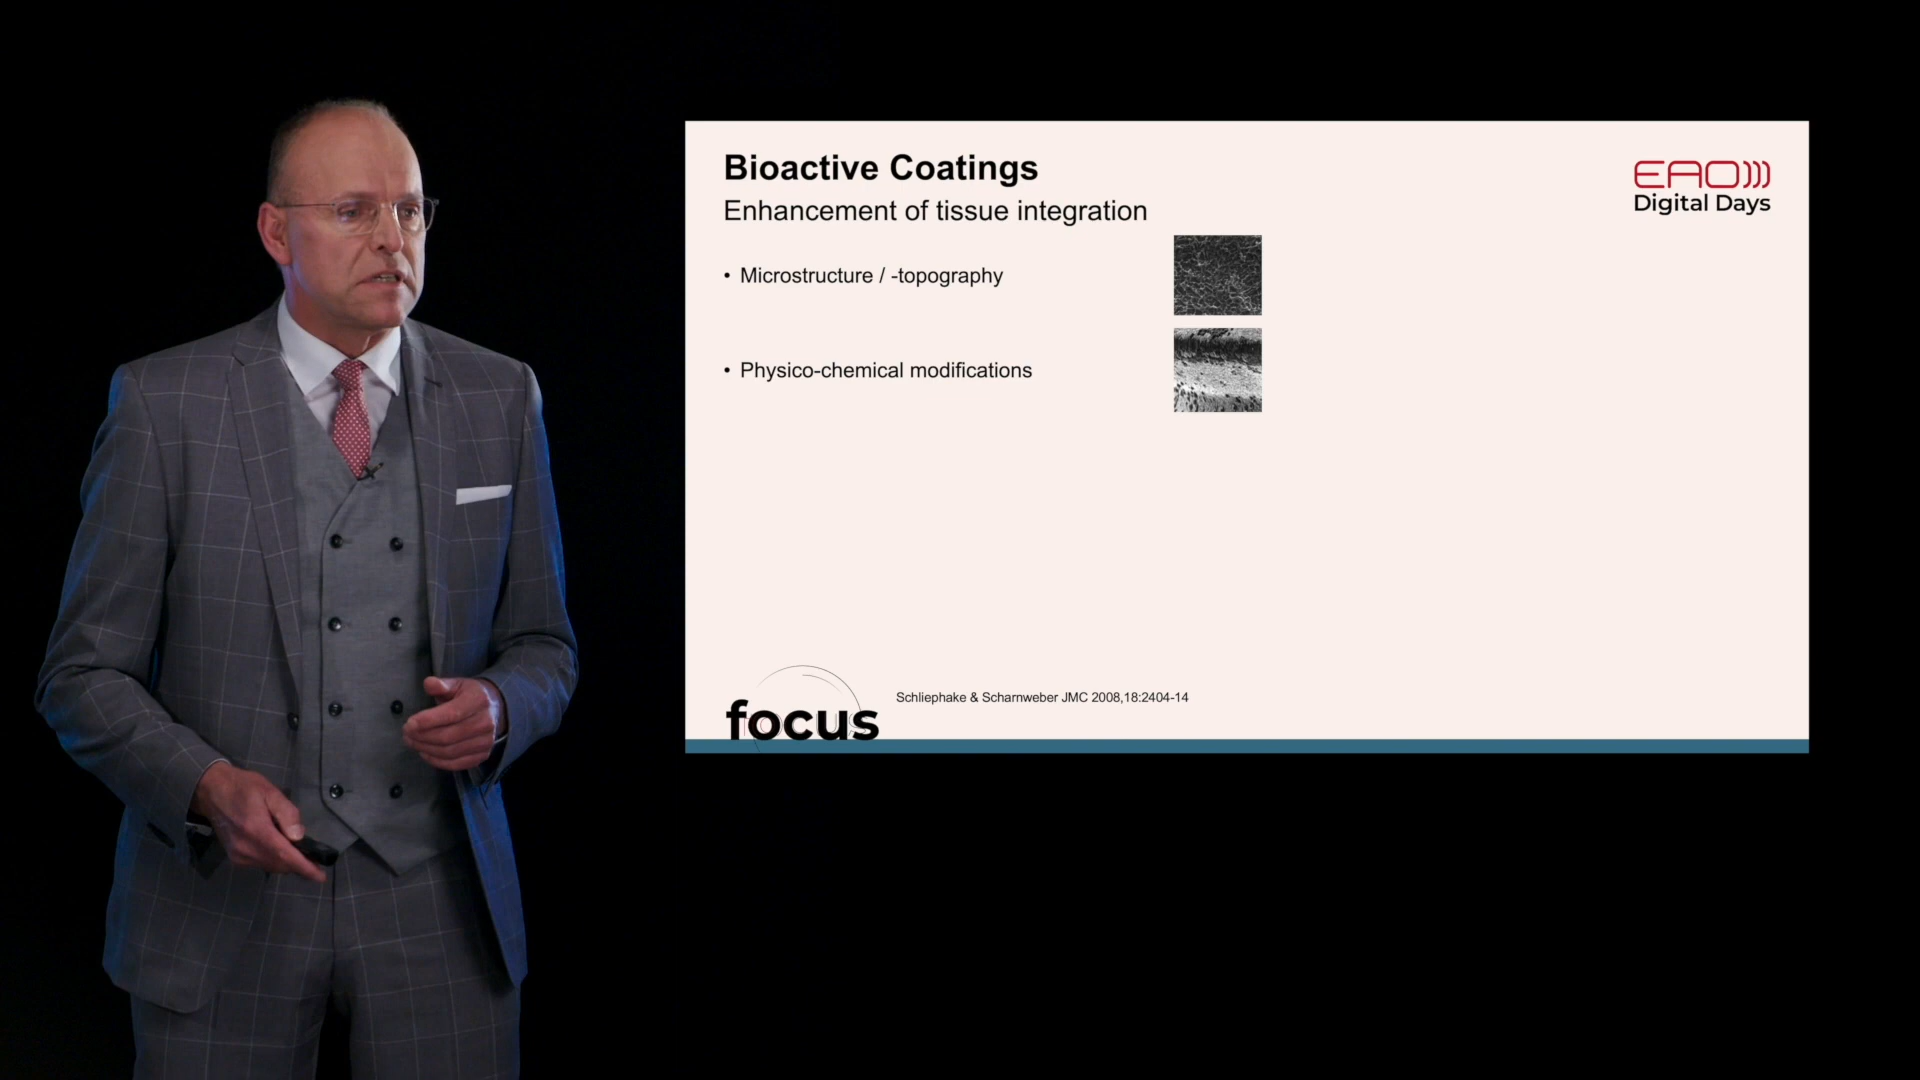 Bioactive Coatings
Enhancement of tissue integration
• Microstructure / -topography
• Physico-chemical modifications
EAO)))
Digital Days
focus
Schliephake & Scharnweber JMC 2008,18:2404-14